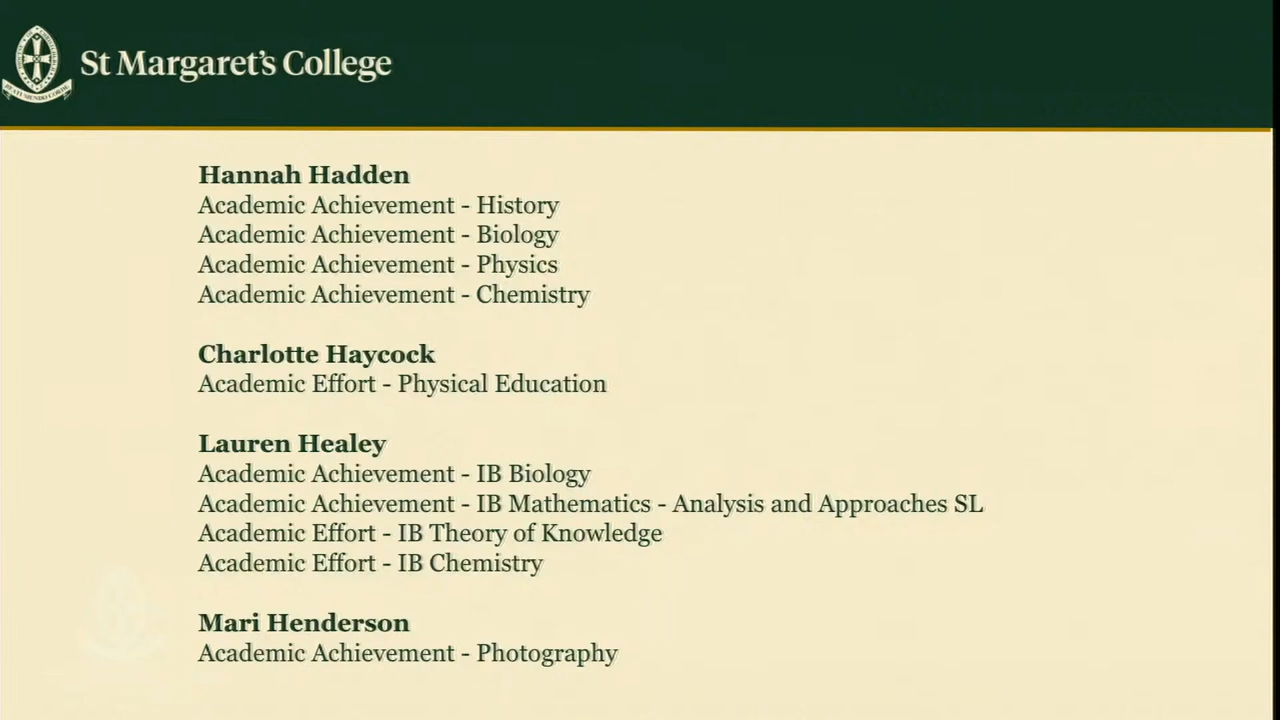 St Margaret's College
Hannah Hadden
Academic Achievement - History
Academic Achievement - Biology
Academic Achievement - Physics
Academic Achievement - Chemistry
Charlotte Haycock
Academic Effort - Physical Education
Lauren Healey
Academic Achievement - IB Biology
Academic Achievement - IB Mathematics - Analysis and Approaches SL
Academic Effort - IB Theory of Knowledge
Academic Effort - IB Chemistry
Mari Henderson
Academic Achievement - Photography